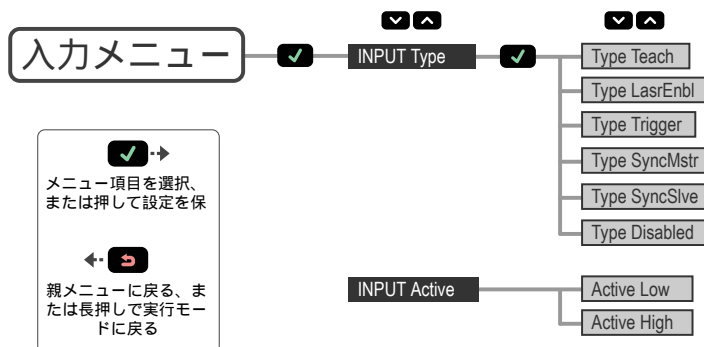 入力メニュー
INPUT Type
Type Teach
Type LasrEnbl
Type Trigger
Type SyncMstr
Type SyncSlve
Type Disabled
メニュー項目を選択、
または押して設定を保
親メニューに戻る、ま
たは長押しで実行モー
ドに戻る
INPUT Active
Active Low
Active High